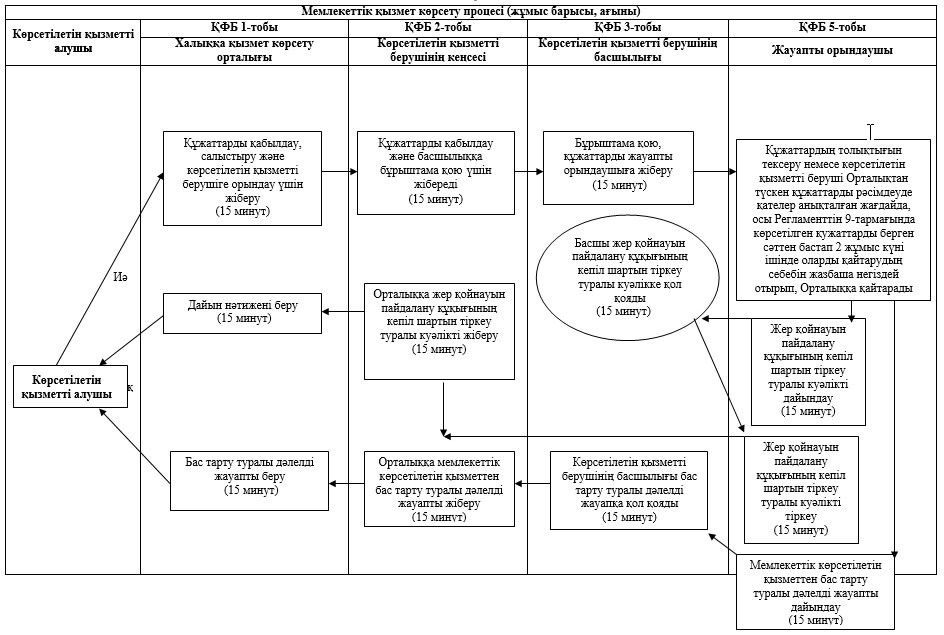 Мемлекеттік қызмет көрсету процесі (жұмыс барысы, ағыны)
Көрсетілетін қызметті
алушы
ҚФБ 1-тобы
ҚФБ 2-тобы
ҚФБ 3-тобы
ҚФБ 5-тобы
Халыққа қызмет көрсету
орталығы
Көрсетілетін қызметті
берушінің кеңсесі
Көрсетілетін қызметті берушінің
басшылығы
Жауапты орындаушы
Құжаттарды қабылдау,
салыстыру және
көрсетілетін қызметті
берушіге орындау үшін
жіберу
(15 минут)
Құжаттарды қабылдау
және басшылыққа
бұрыштама қою үшін
жібереді
(15 минут)
Бұрыштама қою,
құжаттарды жауапты
орындаушыға жіберу
(15 минут)
Құжаттардың толықтығын
тексеру немесе көрсетілетін
қызметті беруші Орталықтан
түскен құжаттарды рәсімдеуде
қателер анықталған жағдайда,
осы Регламенттін 9-тармағында
көрсетілген құжаттарды берген
сәттен бастап 2 жұмыс күні
ішінде оларды қайтарудың
себебін жазбаша негіздей
отырып, Орталыққа қайтарады
Басшы жер қойнауын
пайдалану құқығының
кепіл шартын тіркеу
туралы куәлікке қол
қояды
(15 минут)
Иә
Дайын нәтижені беру
(15 минут)
Орталыққа жер қойнауын
пайдалану құқығының
кепіл шартын тіркеу
туралы куәлікті жіберу
(15 минут)
Жер қойнауын
пайдалану
құқығының кепіл
шартын тіркеу
туралы куәлікті
дайындау
(15 минут)
Көрсетілетін
қызметті алушы
қ
Бас тарту туралы дәлелді
жауапты беру
(15 минут)
Орталыққа мемлекеттік
көрсетілетін қызметтен
бас тарту туралы дәлелді
жауапты жіберу
(15 минут)
Көрсетілетін қызметті
берушінің басшылығы бас
тарту туралы дәлелді
жауапқа қол қояды
(15 минут)
Жер қойнауын
пайдалану
құқығының кепіл
шартын тіркеу
туралы куәлікті
тіркеу
(15 минут)
Мемлекеттік көрсетілетін
қызметтен бас тарту
туралы дәлелді жауапты
дайындау
(15 минут)